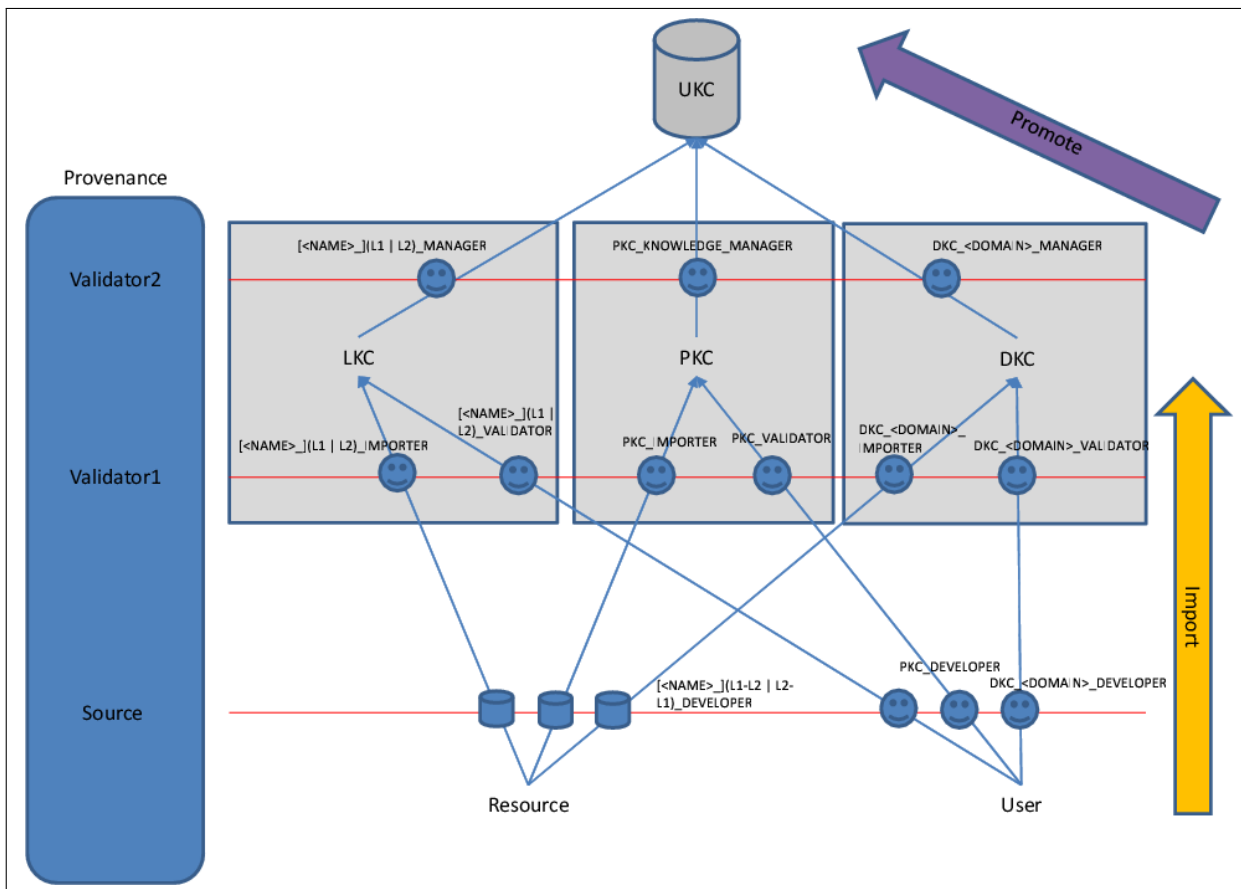 UKC
Promote
Provenance
[<NAME>_](L1 | L2)_MANAGER
PKC_KNOWLEDGE_MANAGER
DKC_<DOMAIN>_MANAGER
Validator2
LKC
PKC
DKC
[<NAME>_](L1 |
L2)_VALIDATOR
[<NAME>_](L1 | L2)_IMPORTER
PKC_IMPORTER
PKC_VALIDATOR
DKC_<DOMAIN>_
IMPORTER
DKC_<DOMAIN>_VALIDATOR
Validator1
Import
[<NAME>_](L1-L2 | L2-
L1)_DEVELOPER
PKC_DEVELOPER
DKC_<DOMAIN>_DEVELOPER
Source
Resource
User